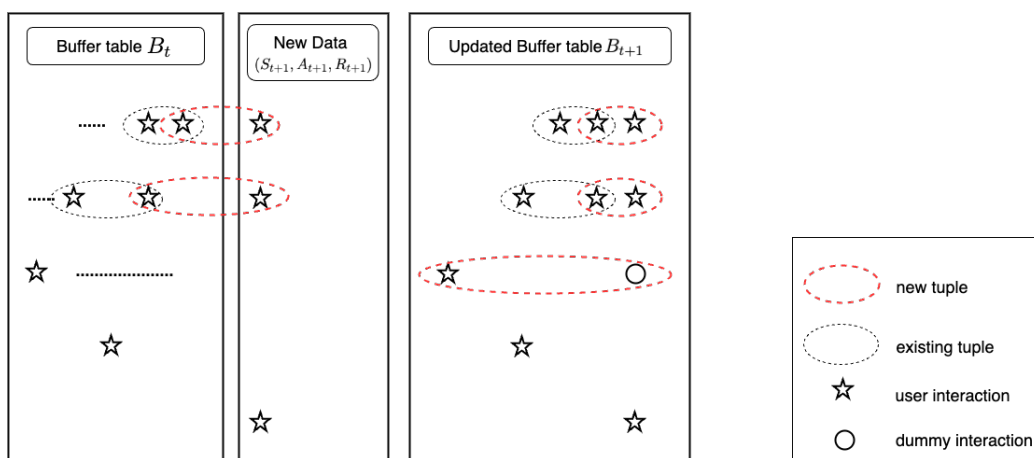 Buffer table $B_t$
New Data
$(S_{t+1}, A_{t+1}, R_{t+1})$
Updated Buffer table $B_{t+1}$
new tuple
existing tuple
user interaction
dummy interaction